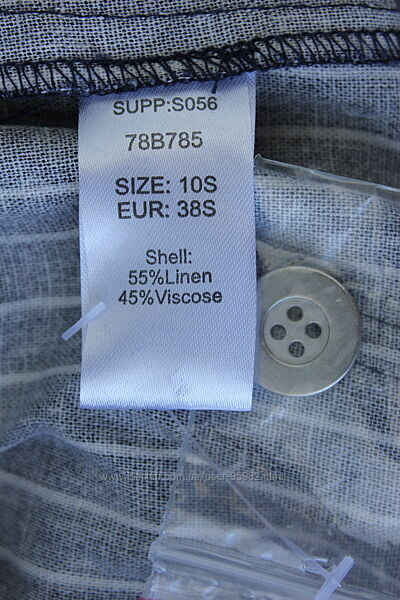 SUPP:S056
78B785
SIZE: 10S
EUR: 38S
Shell:
55%Linen
45%Viscose